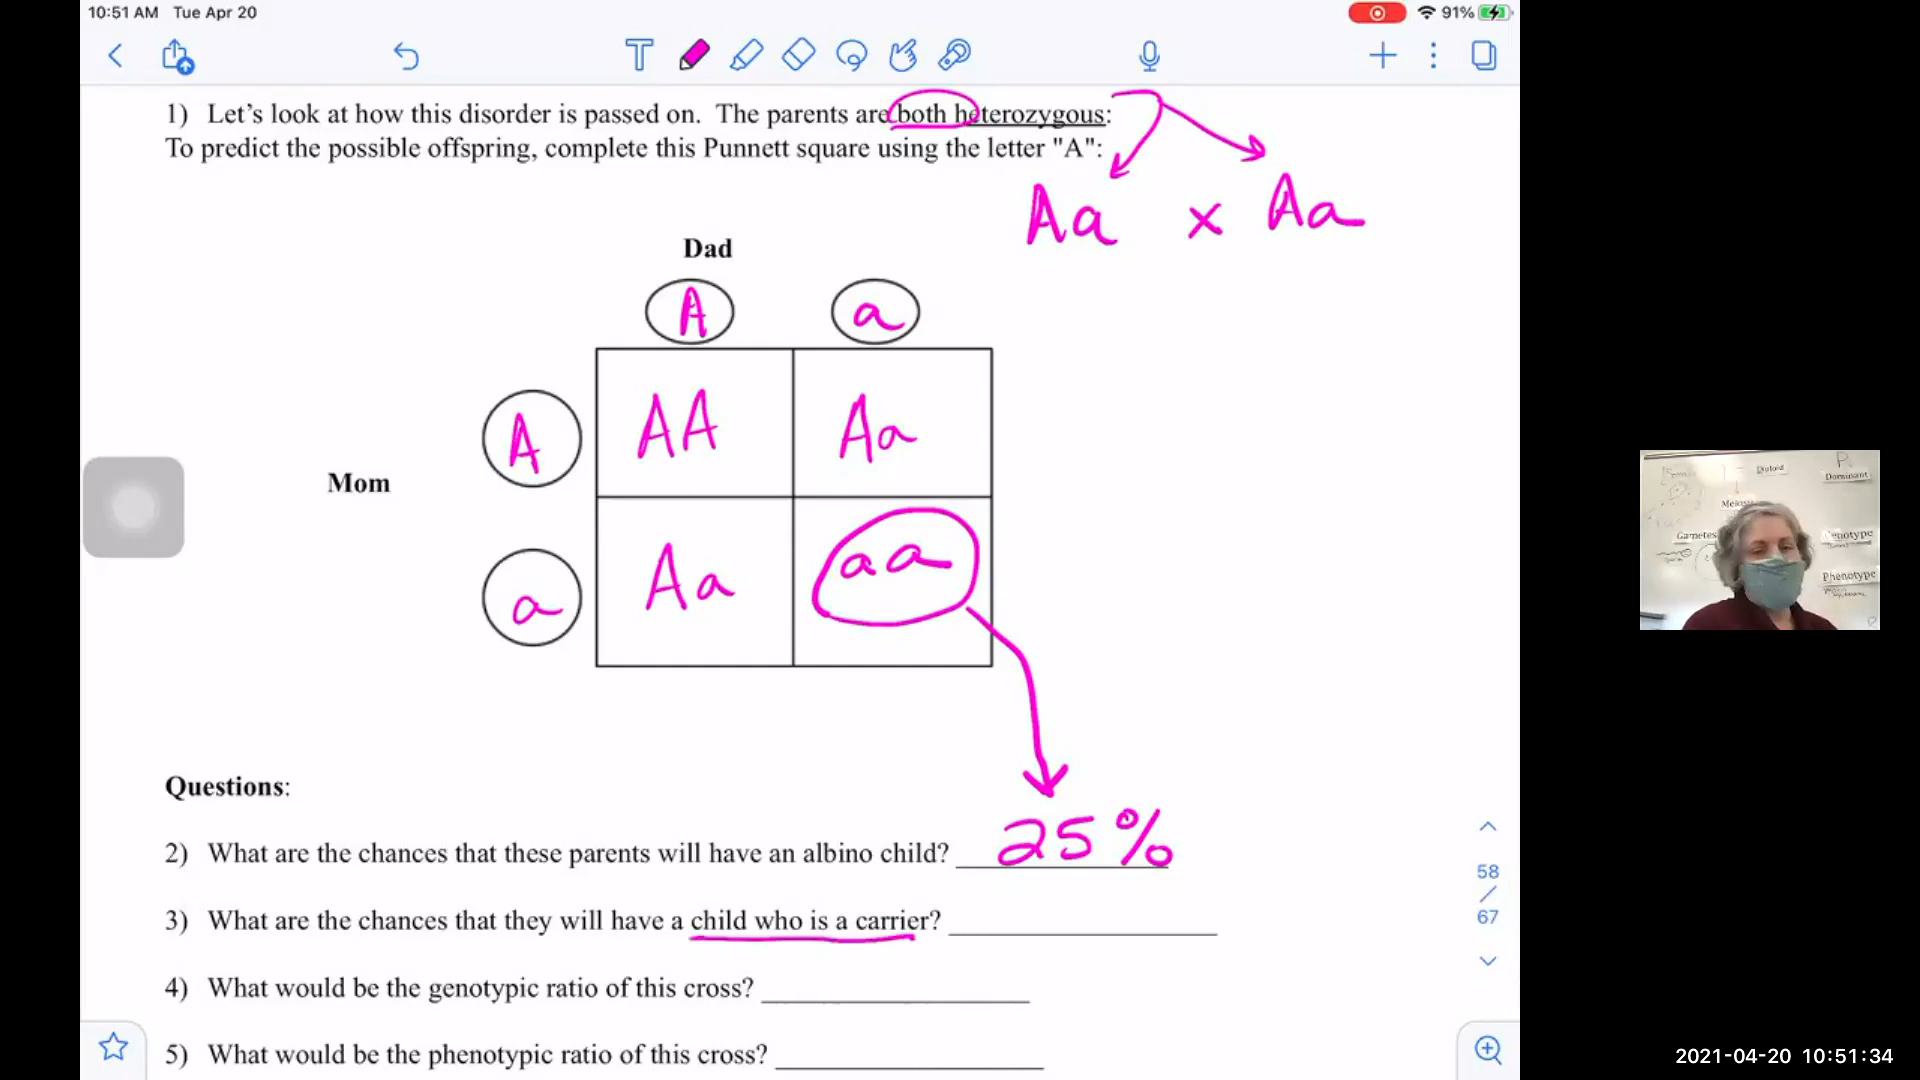 10:51 AM Tue Apr 20
91%
1) Let's look at how this disorder is passed on. The parents are both heterozygous:
To predict the possible offspring, complete this Punnett square using the letter "A":
Aa x Aa
Dad
A a
A AA Aa
Mom
a Aa aa
Questions:
25%
2) What are the chances that these parents will have an albino child?
3) What are the chances that they will have a child who is a carrier?
4) What would be the genotypic ratio of this cross?
5) What would be the phenotypic ratio of this cross?
58
/
67
Diploid
Dominant
Gametes
Genotype
Phenotype
2021-04-20 10:51:34